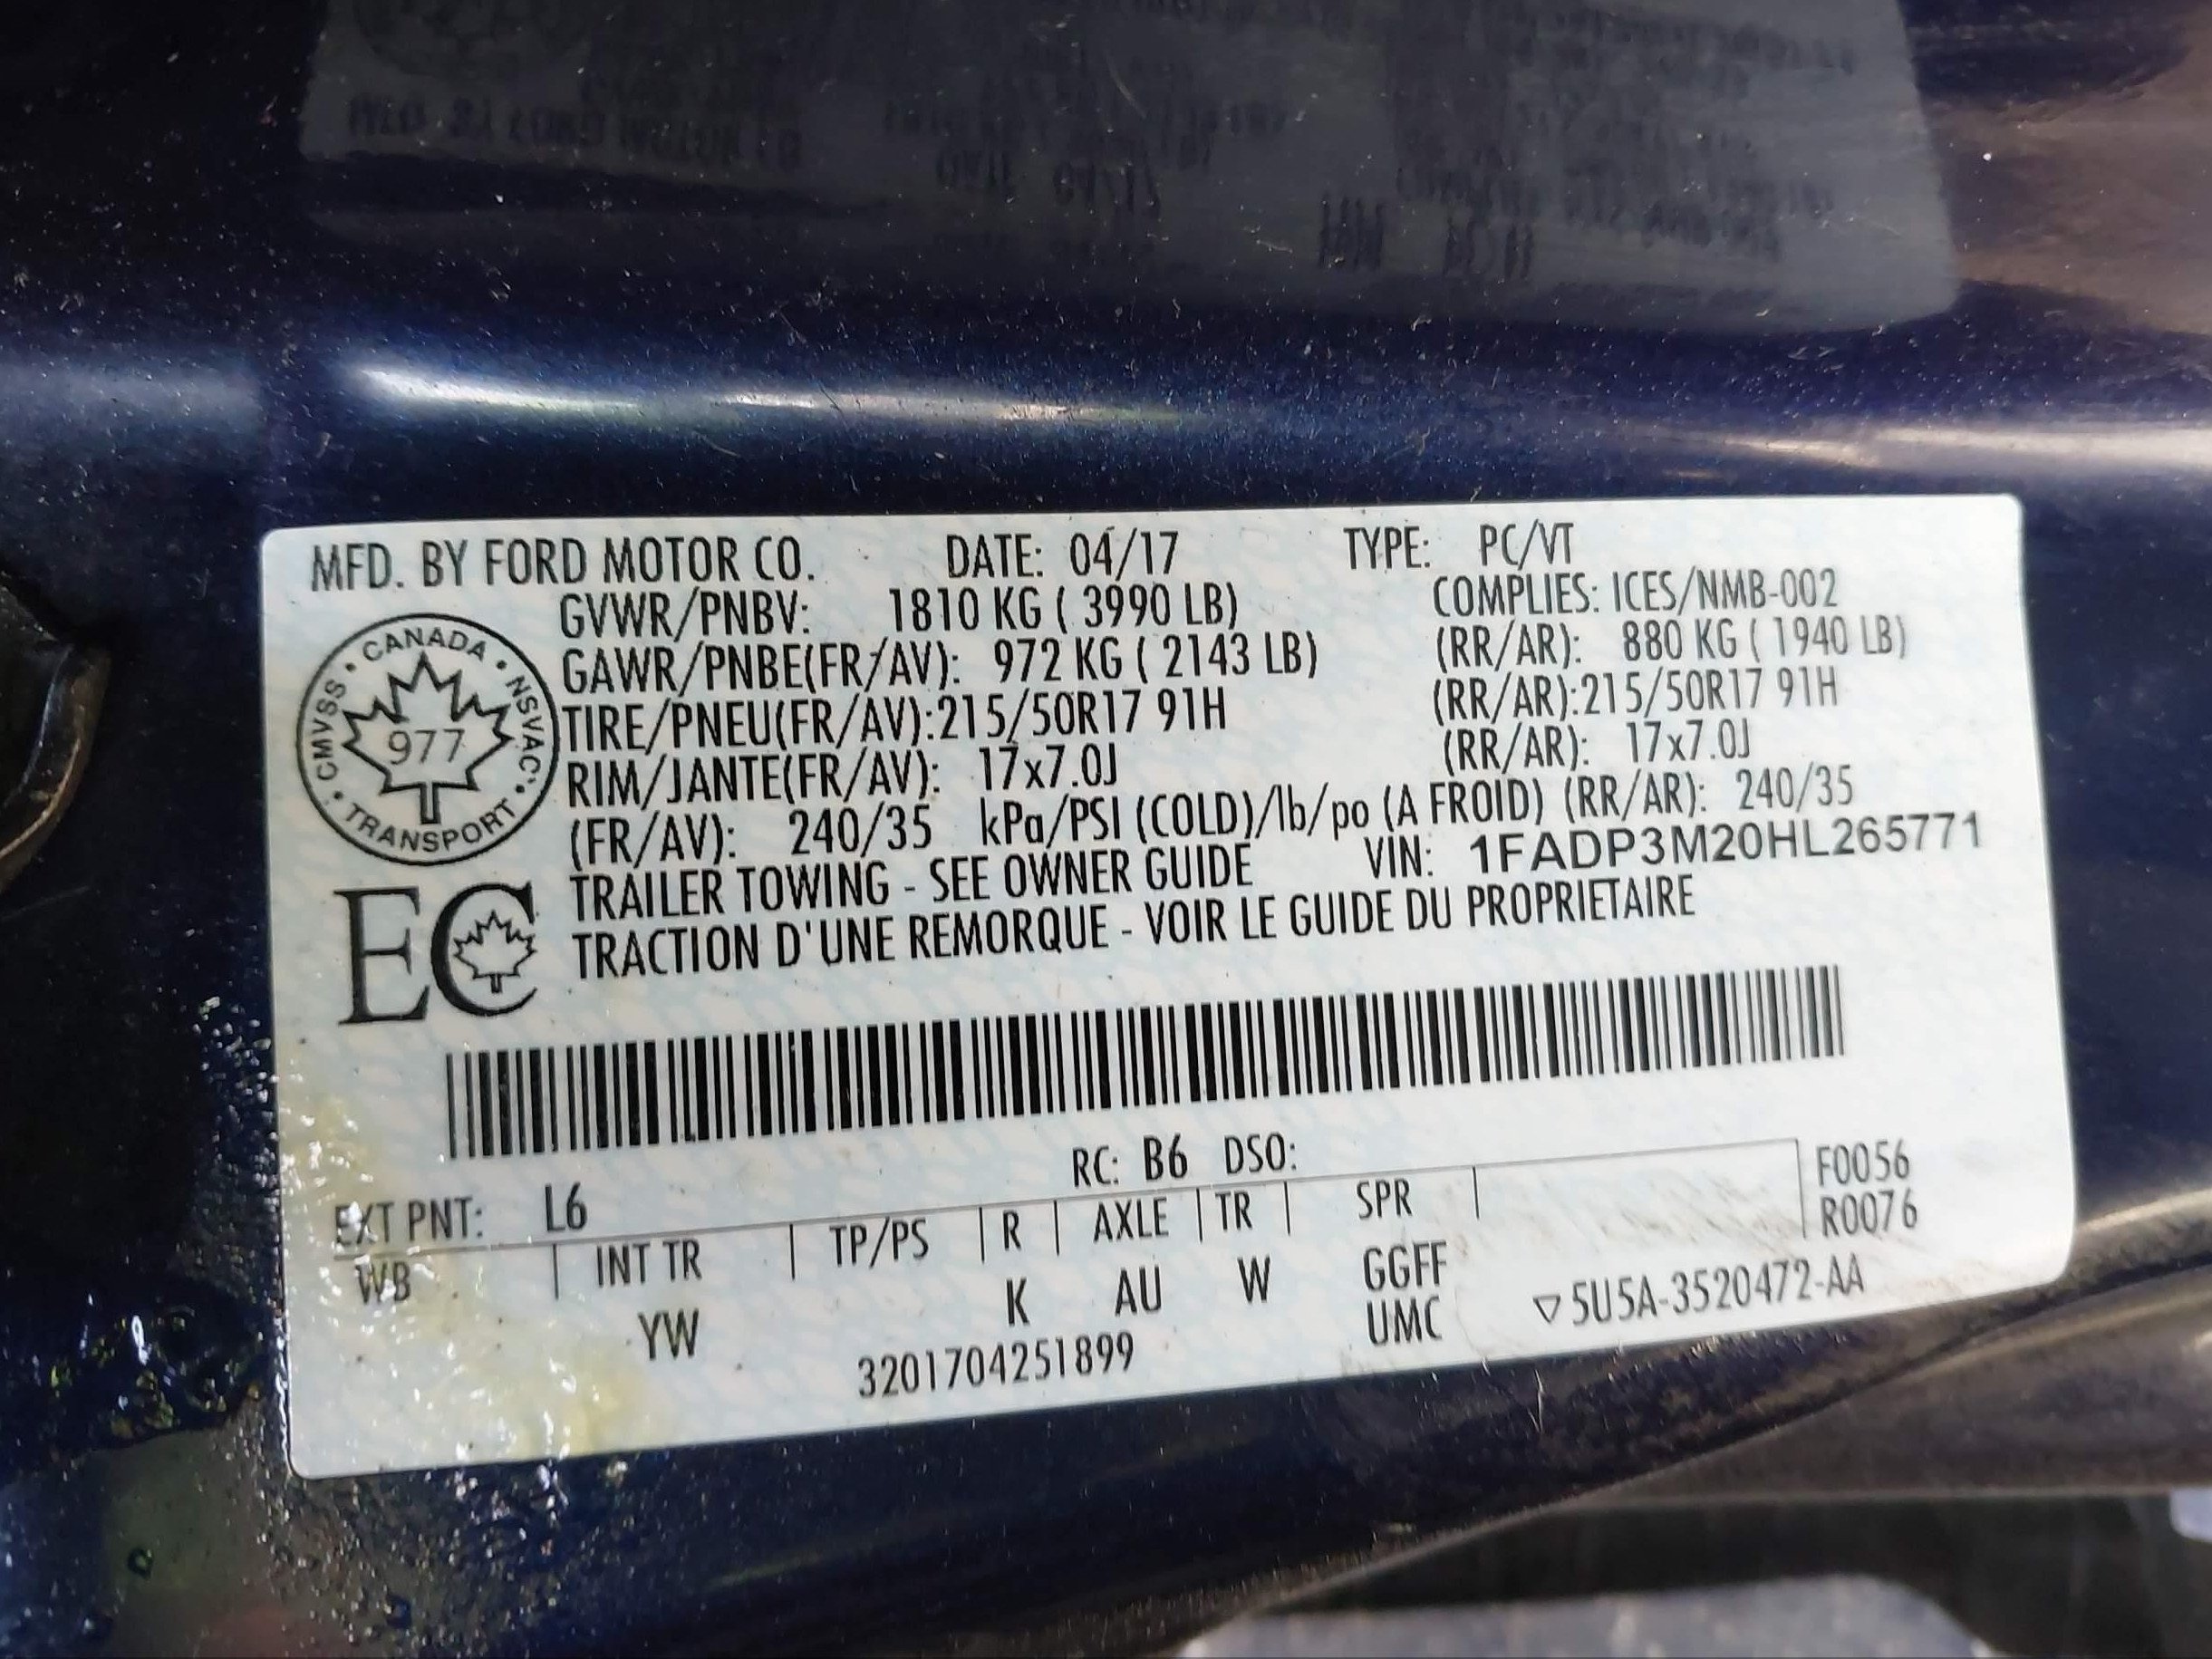 MFD. BY FORD MOTOR CO. DATE: 04/17 TYPE: PC/VT
GVWR/PNBV: 1810 KG ( 3990 LB) COMPLIES: ICES/NMB-002
GAWR/PNBE(FR/AV): 972 KG ( 2143 LB) (RR/AR): 880 KG ( 1940 LB)
TIRE/PNEU(FR/AV):215/50R17 91H (RR/AR):215/50R17 91H
RIM/JANTE(FR/AV): 17x7.0J (RR/AR): 17x7.0J
(FR/AV): 240/35 kPa/PSI (COLD)/lb/po (A FROID) (RR/AR): 240/35
TRAILER TOWING - SEE OWNER GUIDE VIN: 1FADP3M20HL265771
TRACTION D'UNE REMORQUE - VOIR LE GUIDE DU PROPRIETAIRE
CANADA • NSVAC • TRANSPORT • CMVSS •
977
EC
RC: B6 DSO:
F0056
EXT PNT: L6
R0076
WB | INT TR | TP/PS | R | AXLE | TR | SPR |
YW K AU W GGFF
UMC
3201704251899
5U5A-3520472-AA